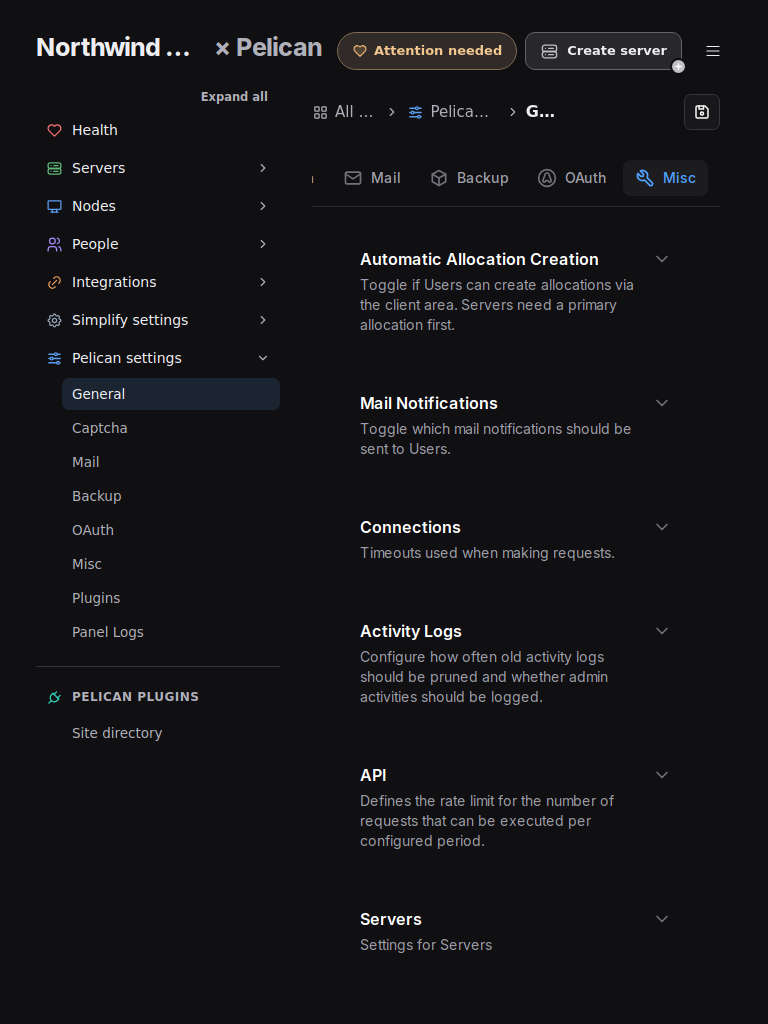 Northwind … × Pelican
Attention needed
Create server
Expand all
All …
Pelica…
G…
Health
Servers
Nodes
People
Integrations
Simplify settings
Pelican settings
General
Captcha
Mail
Backup
OAuth
Misc
Plugins
Panel Logs
PELICAN PLUGINS
Site directory
Mail
Backup
OAuth
Misc
Automatic Allocation Creation
Toggle if Users can create allocations via
the client area. Servers need a primary
allocation first.
Mail Notifications
Toggle which mail notifications should be
sent to Users.
Connections
Timeouts used when making requests.
Activity Logs
Configure how often old activity logs
should be pruned and whether admin
activities should be logged.
API
Defines the rate limit for the number of
requests that can be executed per
configured period.
Servers
Settings for Servers